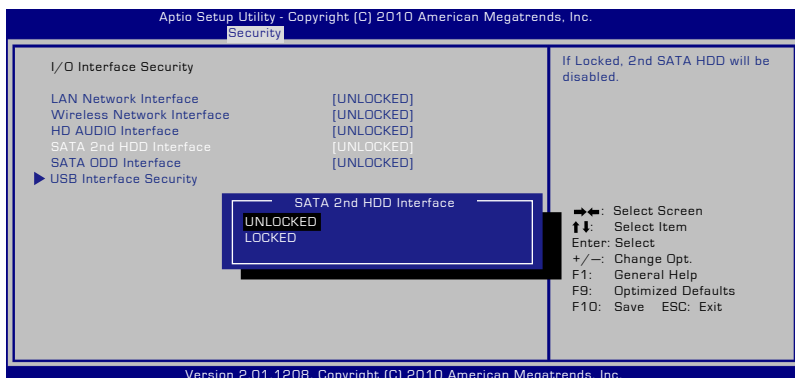 Aptio Setup Utility - Copyright (C) 2010 American Megatrends, Inc.
Security
I/O Interface Security
LAN Network Interface [UNLOCKED]
Wireless Network Interface [UNLOCKED]
HD AUDIO Interface [UNLOCKED]
SATA 2nd HDD Interface [UNLOCKED]
SATA ODD Interface [UNLOCKED]
USB Interface Security
SATA 2nd HDD Interface
UNLOCKED
LOCKED
If Locked, 2nd SATA HDD will be
disabled.
→←: Select Screen
↑↓: Select Item
Enter: Select
+/—: Change Opt.
F1: General Help
F9: Optimized Defaults
F10: Save ESC: Exit
Version 2.01.1208. Copyright (C) 2010 American Megatrends, Inc.